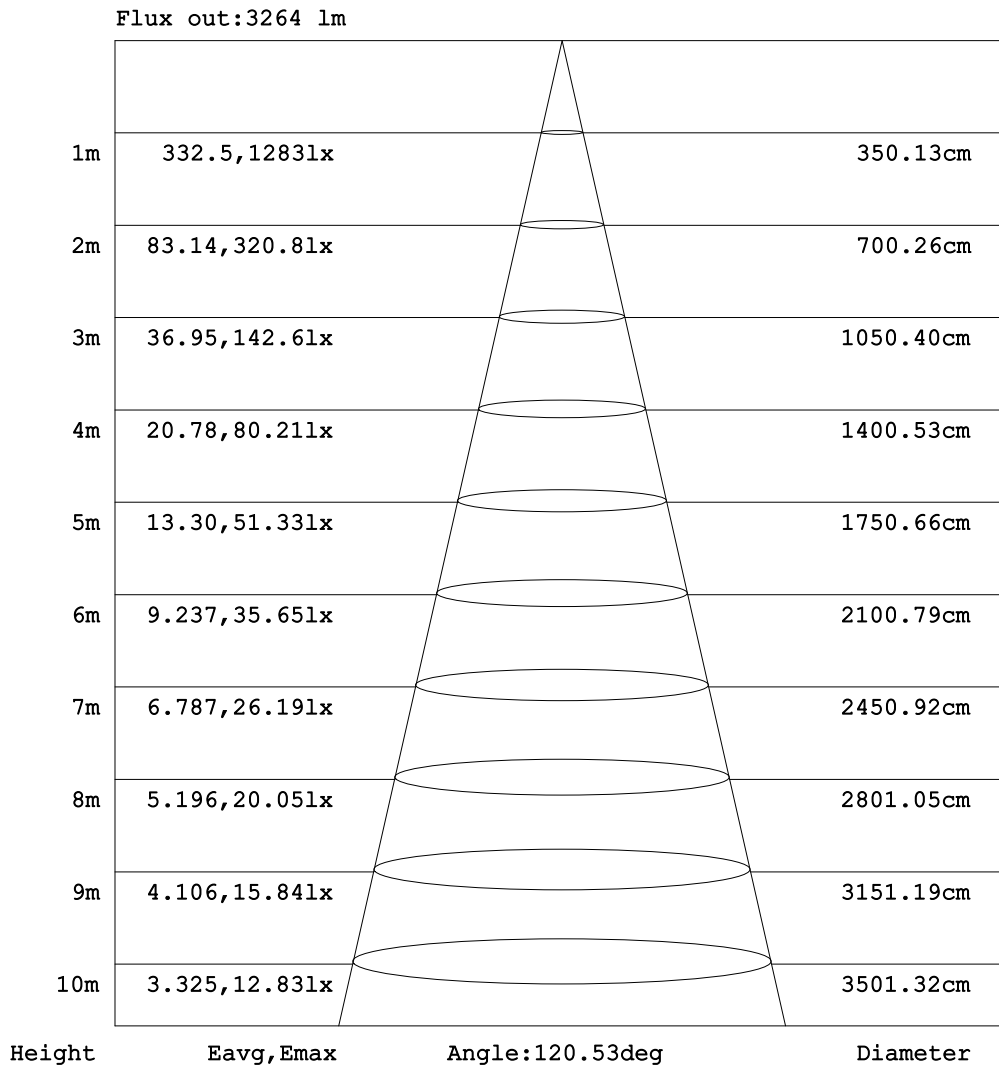 Flux out:3264 lm
1m 332.5,1283lx 350.13cm
2m 83.14,320.8lx 700.26cm
3m 36.95,142.6lx 1050.40cm
4m 20.78,80.21lx 1400.53cm
5m 13.30,51.33lx 1750.66cm
6m 9.237,35.65lx 2100.79cm
7m 6.787,26.19lx 2450.92cm
8m 5.196,20.05lx 2801.05cm
9m 4.106,15.84lx 3151.19cm
10m 3.325,12.83lx 3501.32cm
Height Eavg,Emax Angle:120.53deg Diameter